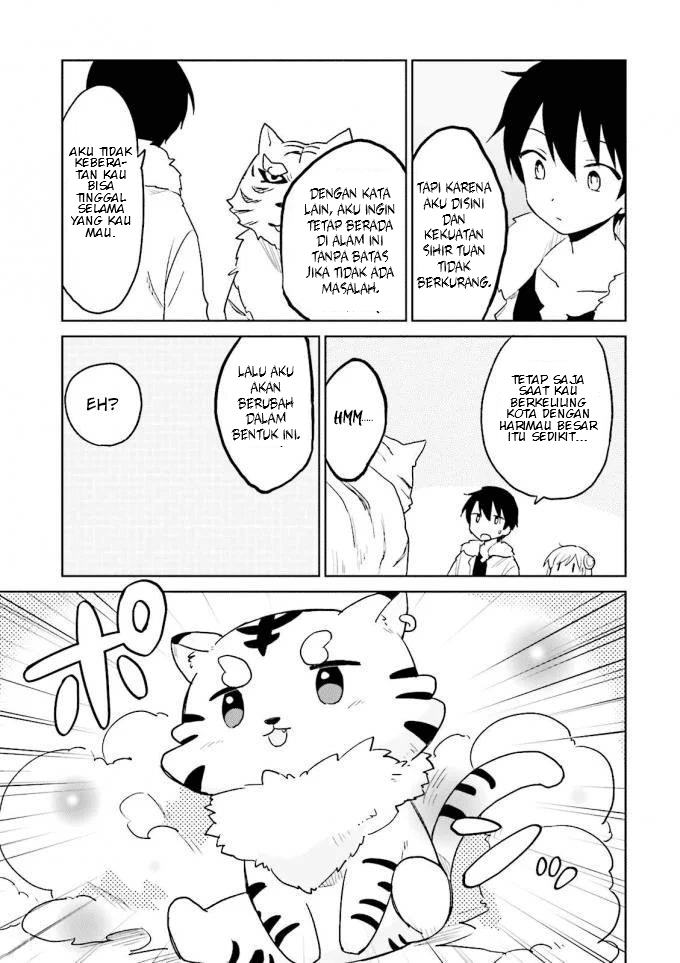 TAPI KARENA
AKU DISINI
DAN
KEKUATAN
SIHIR TUAN
TIDAK
BERKURANG.
DENGAN KATA
LAIN, AKU INGIN
TETAP BERADA
DI ALAM INI
TANPA BATAS
JIKA TIDAK ADA
MASALAH.
AKU TIDAK
KEBERA-
TAN KAU
BISA
TINGGAL
SELAMA
YANG KAU
MAU.
TETAP SAJA
SAAT KAU
BERKELILING
KOTA DENGAN
HARIMAU BESAR
ITU SEDIKIT...
HMM....
LALU AKU
AKAN
BERUBAH
DALAM
BENTUK INI.
EH?
ポンッ